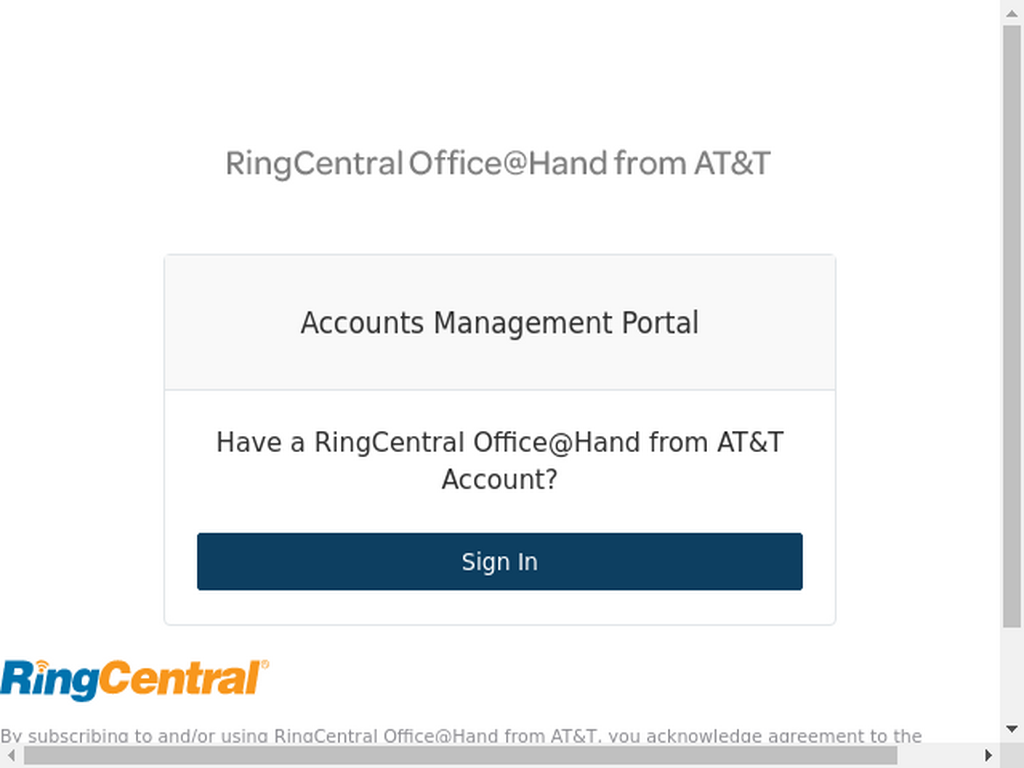 RingCentral Office@Hand from AT&T
Accounts Management Portal
Have a RingCentral Office@Hand from AT&T
Account?
Sign In
RingCentral®
By subscribing to and/or using RingCentral Office@Hand from AT&T, you acknowledge agreement to the